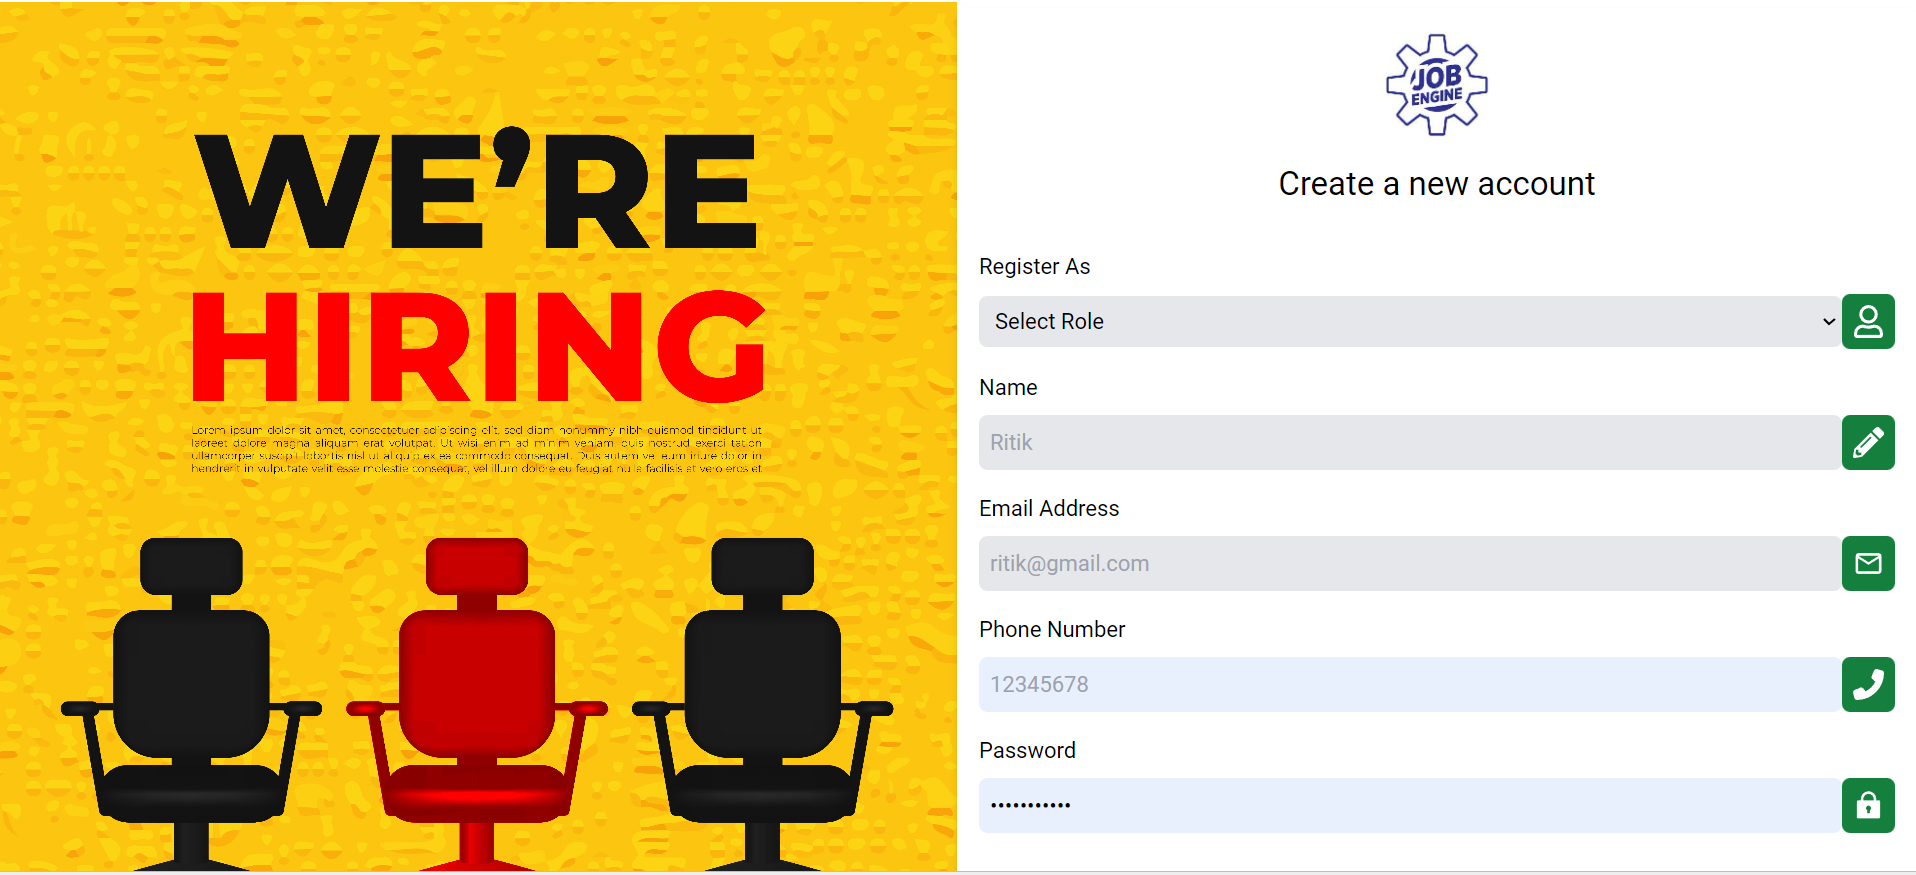 WE’RE
HIRING
Lorem ipsum dolor sit amet, consectetuer adipiscing elit, sed diam nonummy nibh euismod tincidunt ut
laoreet dolore magna aliquam erat volutpat. Ut wisi enim ad minim veniam, quis nostrud exerci tation
ullamcorper suscipit lobortis nisl ut aliquip ex ea commodo consequat. Duis autem vel eum iriure dolor in
hendrerit in vulputate velit esse molestie consequat, vel illum dolore eu feugiat nulla facilisis at vero eros et
JOB
ENGINE
Create a new account
Register As
Select Role
Name
Ritik
Email Address
ritik@gmail.com
Phone Number
12345678
Password
•••••••••••